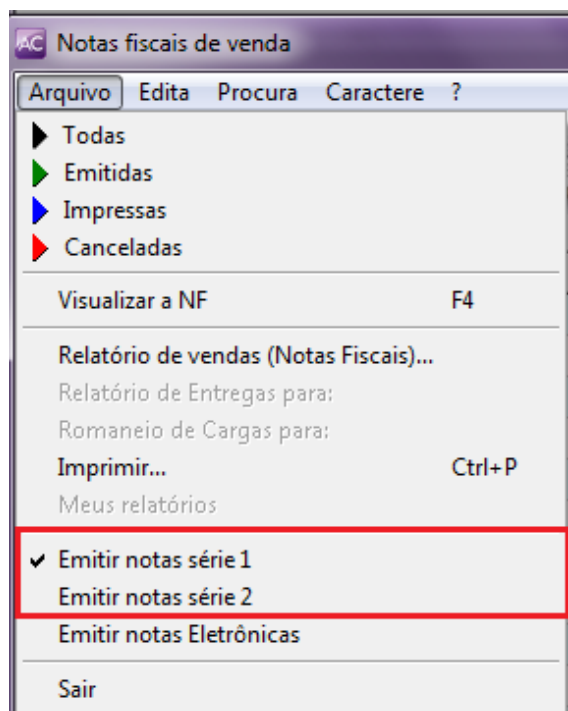 AC Notas fiscais de venda
Arquivo Edita Procura Caractere ?
Todas
Emitidas
Impressas
Canceladas
Visualizar a NF F4
Relatório de vendas (Notas Fiscais)...
Relatório de Entregas para:
Romaneio de Cargas para:
Imprimir... Ctrl+P
Meus relatórios
Emitir notas série 1
Emitir notas série 2
Emitir notas Eletrônicas
Sair